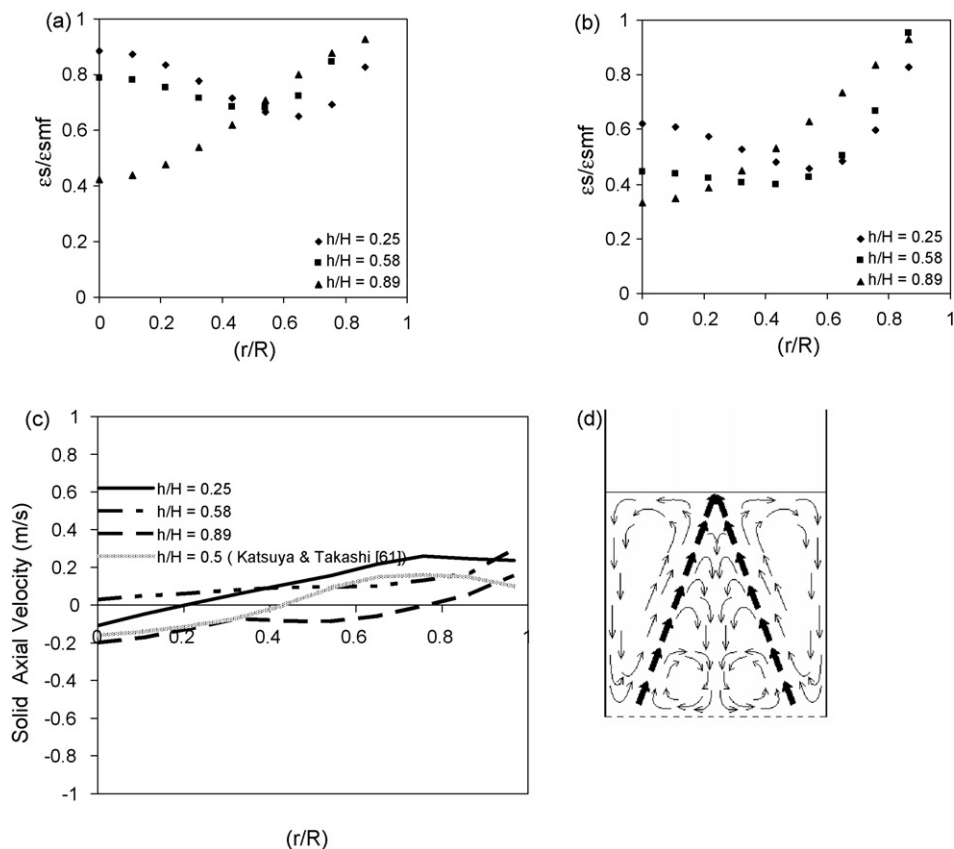 (a)
1
0.8
0.6
0.4
0.2
0
εs/εsmf
h/H = 0.25
h/H = 0.58
h/H = 0.89
0 0.2 0.4 0.6 0.8 1
(r/R)
(b)
1
0.8
0.6
0.4
0.2
0
εs/εsmf
h/H = 0.25
h/H = 0.58
h/H = 0.89
0 0.2 0.4 0.6 0.8 1
(r/R)
(c)
1
0.8
0.6
0.4
0.2
0
-0.2
-0.4
-0.6
-0.8
-1
Solid Axial Velocity (m/s)
h/H = 0.25
h/H = 0.58
h/H = 0.89
h/H = 0.5 ( Katsuya & Takashi [61])
0 0.2 0.4 0.6 0.8 1
(r/R)
(d)